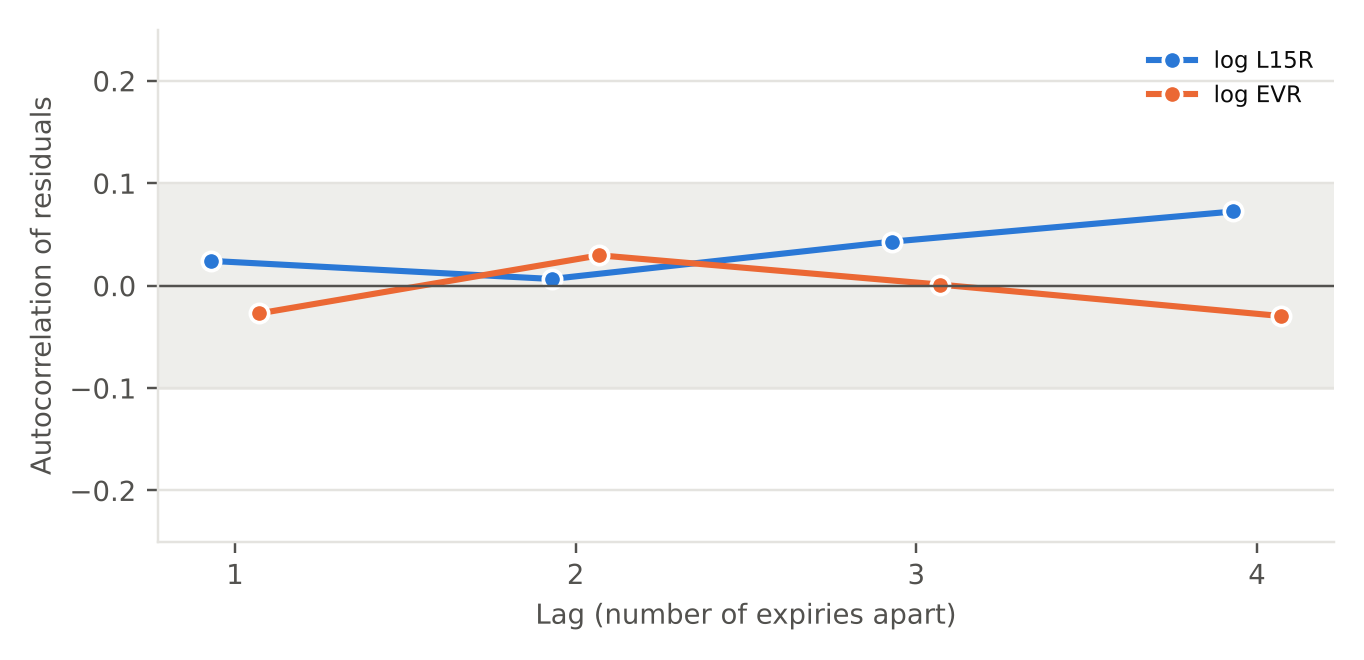 log L15R
log EVR
Autocorrelation of residuals
0.2
0.1
0.0
−0.1
−0.2
1 2 3 4
Lag (number of expiries apart)